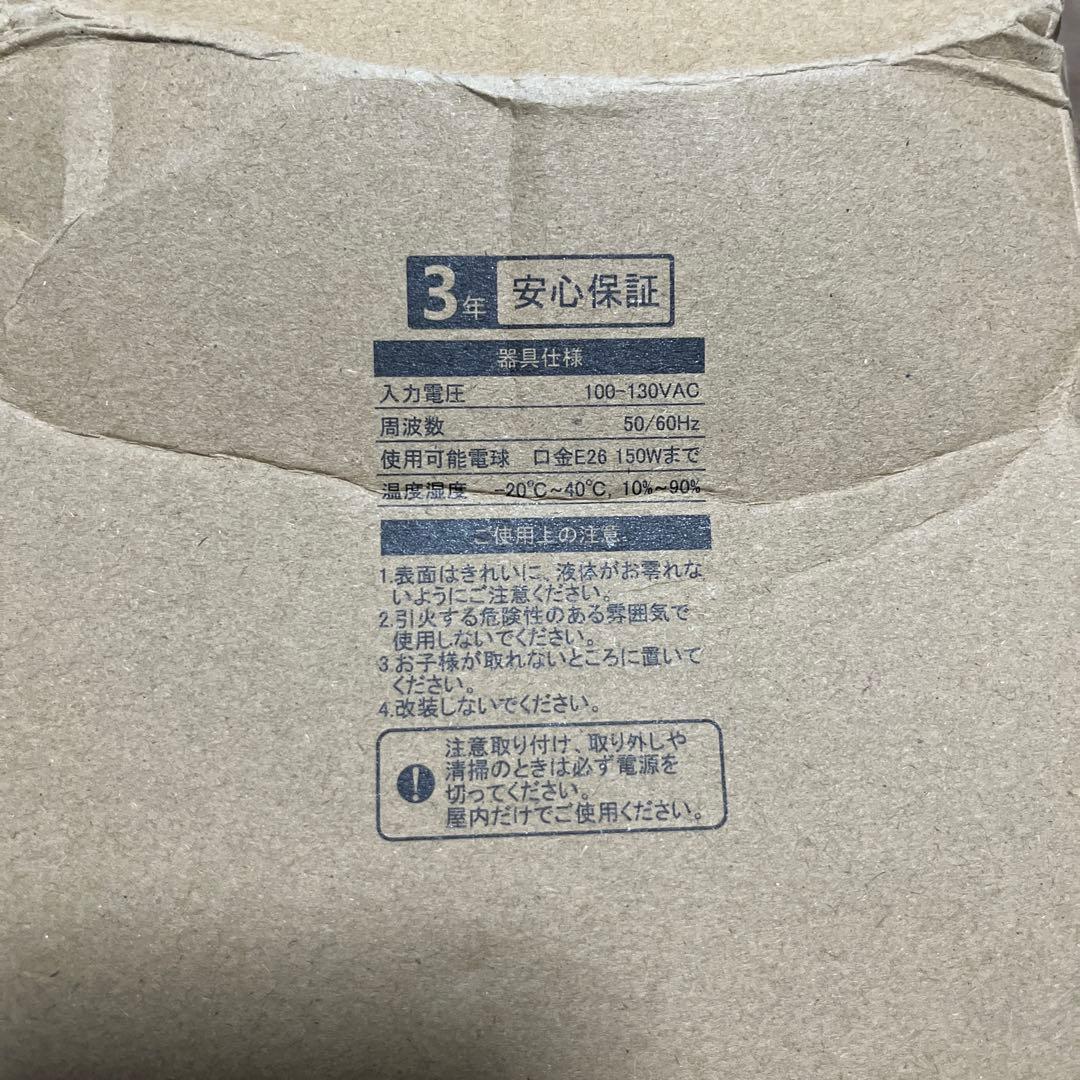 3年 安心保証
器具仕様
入力電圧 100-130VAC
周波数 50/60Hz
使用可能電球 口金E26 150Wまで
温度湿度 -20℃~40℃, 10%~90%
ご使用上の注意
1.表面はきれいに、液体がお零れな
いようにご注意ください。
2.引火する危険性のある雰囲気で
使用しないでください。
3.お子様が取れないところに置いて
ください。
4.改装しないでください。
注意取り付け、取り外しや
清掃のときは必ず電源を
切ってください。
屋内だけでご使用ください。